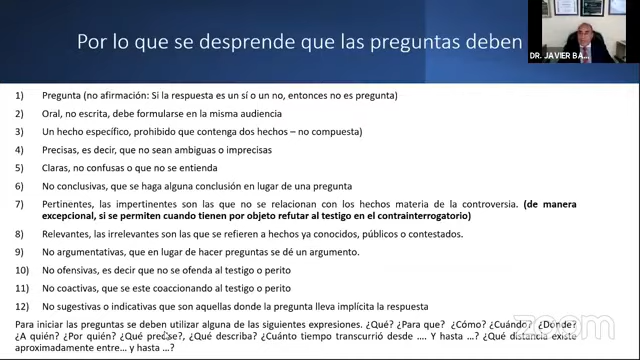 Por lo que se desprende que las preguntas deben
DR. JAVIER BA...
1) Pregunta (no afirmación: Si la respuesta es un sí o un no, entonces no es pregunta)
2) Oral, no escrita, debe formularse en la misma audiencia
3) Un hecho específico, prohibido que contenga dos hechos – no compuesta)
4) Precisas, es decir, que no sean ambiguas o imprecisas
5) Claras, no confusas o que no se entienda
6) No conclusivas, que se haga alguna conclusión en lugar de una pregunta
7) Pertinentes, las impertinentes son las que no se relacionan con los hechos materia de la controversia. (de manera
excepcional, si se permiten cuando tienen por objeto refutar al testigo en el contrainterrogatorio)
8) Relevantes, las irrelevantes son las que se refieren a hechos ya conocidos, públicos o contestados.
9) No argumentativas, que en lugar de hacer preguntas se dé un argumento.
10) No ofensivas, es decir que no se ofenda al testigo o perito
11) No coactivas, que se este coaccionando al testigo o perito
12) No sugestivas o indicativas que son aquellas donde la pregunta lleva implícita la respuesta
Para iniciar las preguntas se deben utilizar alguna de las siguientes expresiones. ¿Qué? ¿Para que? ¿Cómo? ¿Cuándo? ¿Dónde?
¿A quién? ¿Por quién? ¿Qué precise?, ¿Qué describa? ¿Cuánto tiempo transcurrió desde .... Y hasta ...? ¿Qué distancia existe
aproximadamente entre... y hasta ...?
zoom